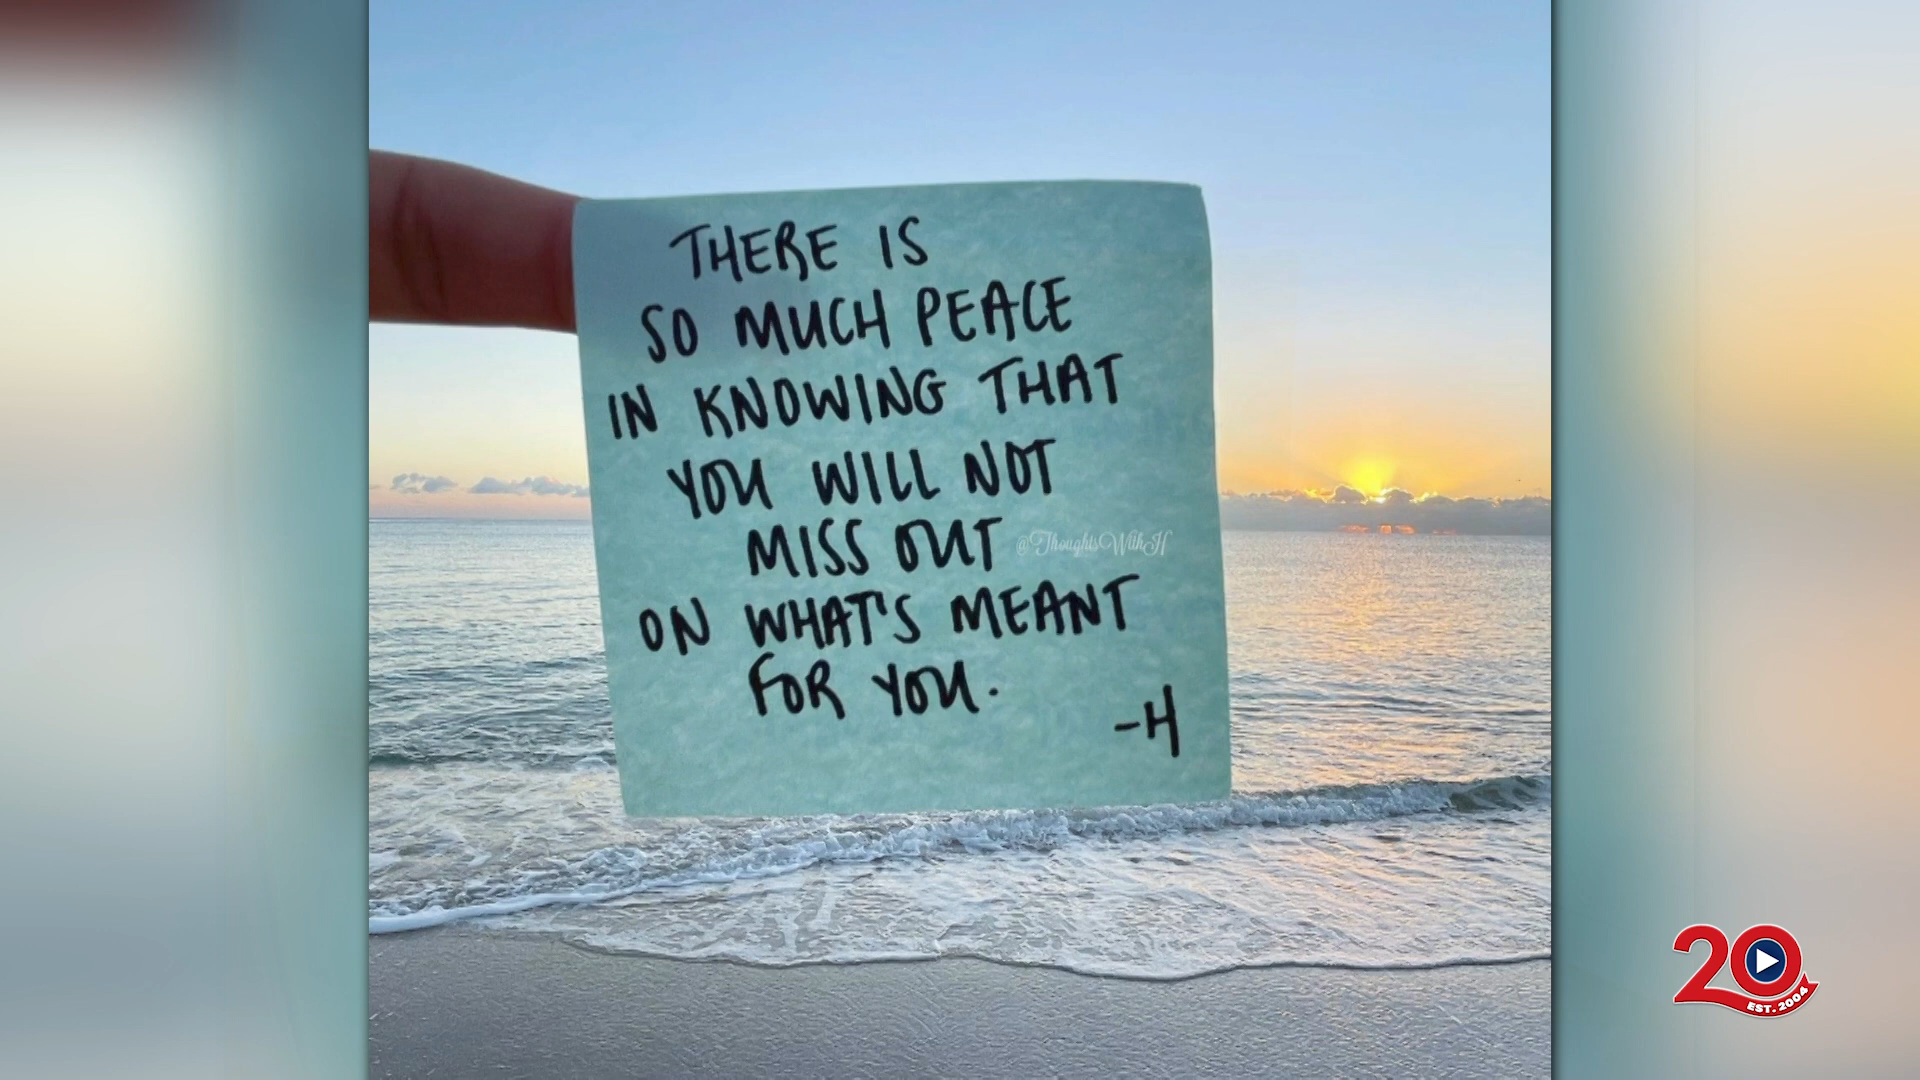 THERE IS
SO MUCH PEACE
IN KNOWING THAT
YOU WILL NOT
MISS OUT
@ThoughtsWithH
ON WHAT'S MEANT
FOR YOU.
-H
20
EST. 2004